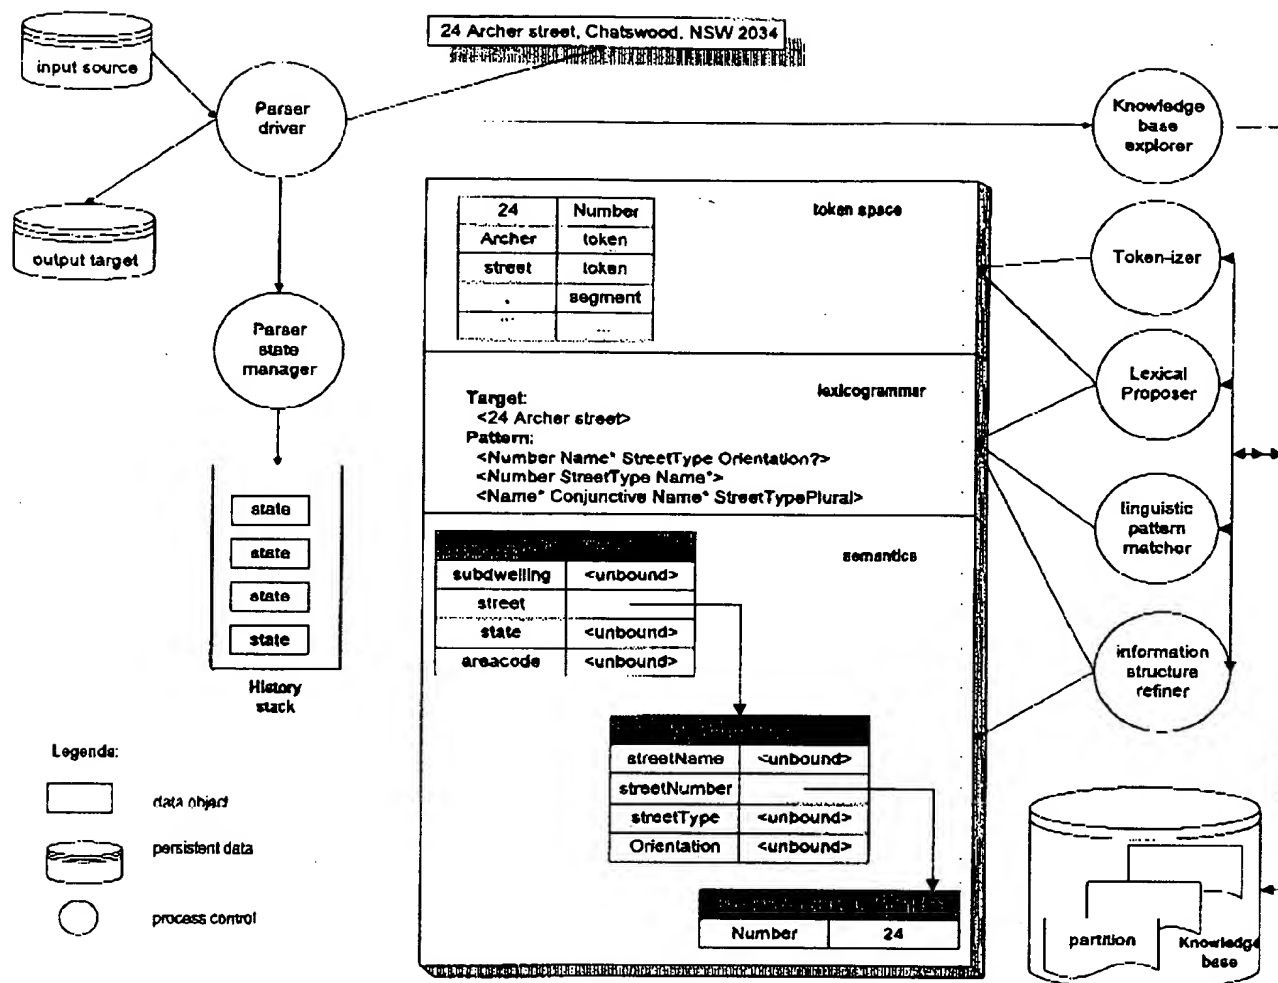 24 Archer street, Chatswood, NSW 2034
input source
Parser
driver
Knowledge
base
explorer
output target
24 Number
Archer token
street token
. segment
... ...
token space
Token-izer
Parser
state
manager
Target:
<24 Archer street>
Pattern:
<Number Name* StreetType Orientation?>
<Number StreetType Name*>
<Name* Conjunctive Name* StreetTypePlural>
lexicogrammar
Lexical
Proposer
state
state
state
state
History
stack
subdwelling <unbound>
street
state <unbound>
areacode <unbound>
semantics
linguistic
pattern
matchor
information
structure
refiner
streetName <unbound>
streetNumber
streetType <unbound>
Orientation <unbound>
Number 24
Legends:
data object
persistent data
process control
partition
Knowledge
base